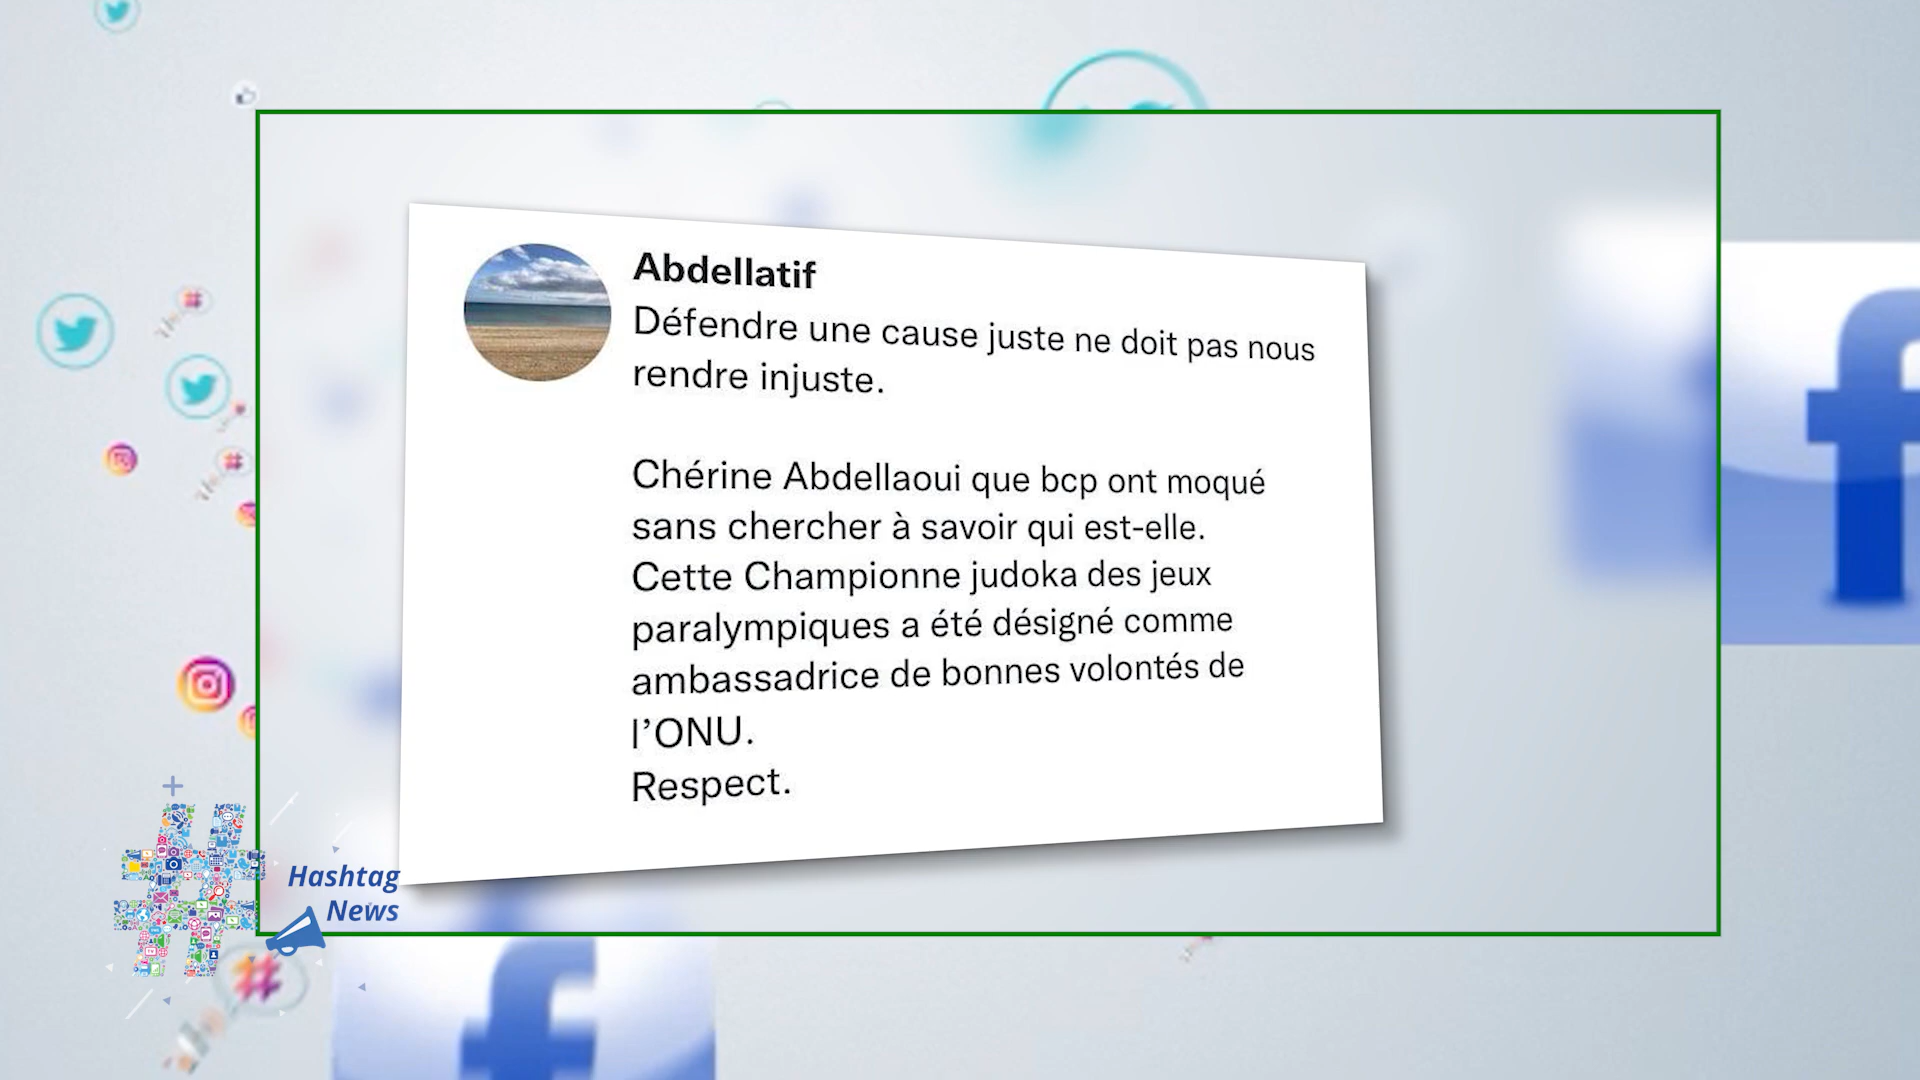 Abdellatif
Défendre une cause juste ne doit pas nous
rendre injuste.
Chérine Abdellaoui que bcp ont moqué
sans chercher à savoir qui est-elle.
Cette Championne judoka des jeux
paralympiques a été désigné comme
ambassadrice de bonnes volontés de
l’ONU.
Respect.
Hashtag
News